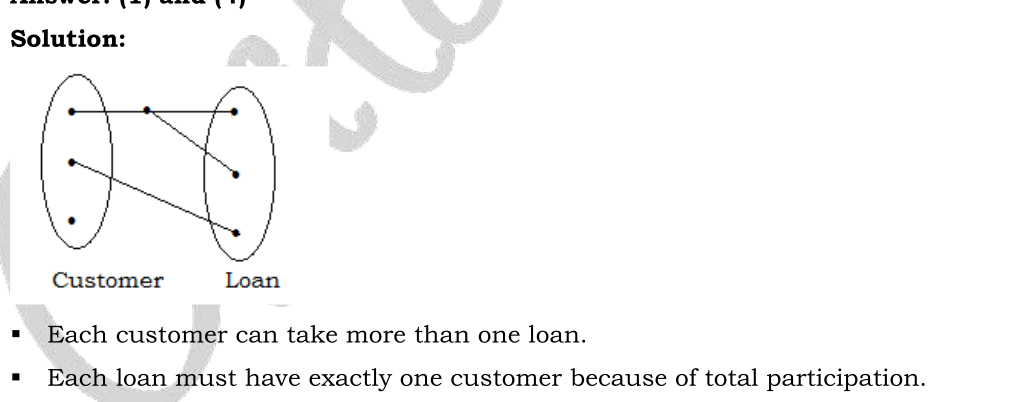 Answer: (1) and (4)
Solution:
Customer Loan
▪ Each customer can take more than one loan.
▪ Each loan must have exactly one customer because of total participation.